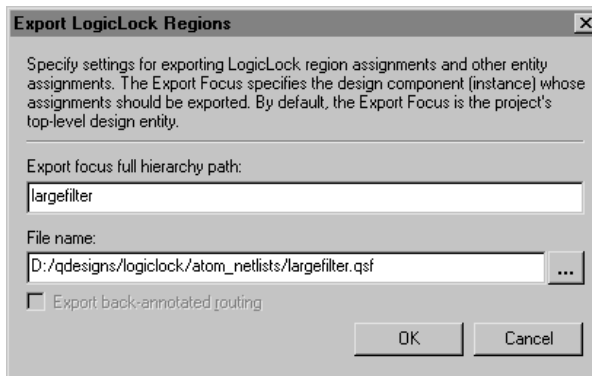 Export LogicLock Regions
Specify settings for exporting LogicLock region assignments and other entity
assignments. The Export Focus specifies the design component (instance) whose
assignments should be exported. By default, the Export Focus is the project's
top-level design entity.
Export focus full hierarchy path:
largefilter
File name:
D:/qdesigns/logiclock/atom_netlists/largefilter.qsf
...
Export back-annotated routing
OK
Cancel